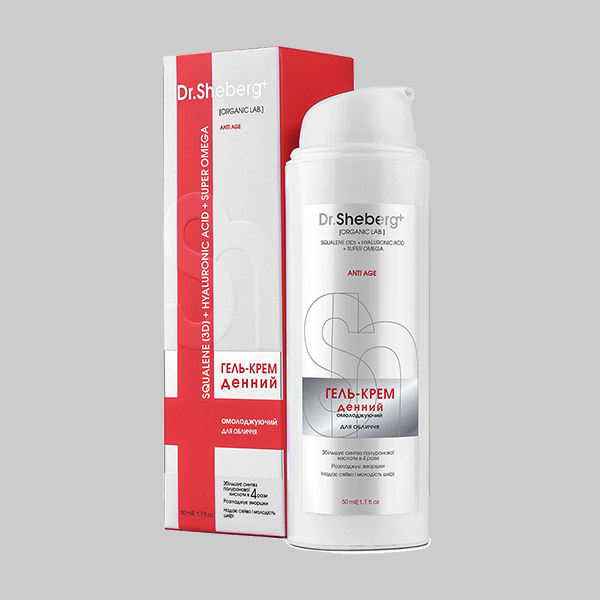 Dr.Sheberg+
[ORGANIC LAB.]
ANTI AGE
SQUALENE (3D) + HYALURONIC ACID + SUPER OMEGA
ГЕЛЬ-КРЕМ
денний
омолоджуючий
для обличчя
Збільшує синтез
гіалуронової
кислоти в 4 рази
Розгладжує зморшки
Надає сяйво і молодість
шкірі
50 ml | 1,7 fl.oz
Dr.Sheberg+
[ORGANIC LAB.]
SQUALENE (3D) + HYALURONIC ACID
+ SUPER OMEGA
ANTI AGE
Sh
ГЕЛЬ-КРЕМ
денний
омолоджуючий
для обличчя
Збільшує синтез гіалуронової
кислоти в 4 рази
Розгладжує зморшки
Надає сяйво і молодість шкірі
50 ml | 1,7 fl.oz